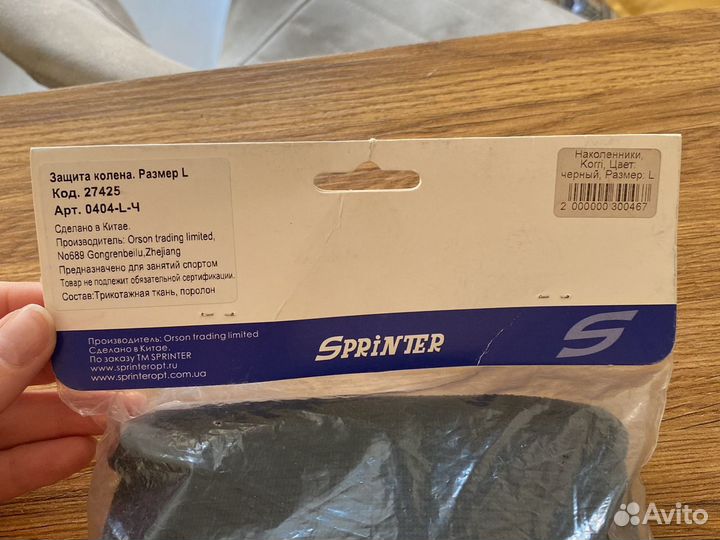 Защита колена. Размер L
Код. 27425
Арт. 0404-L-Ч
Сделано в Китае.
Производитель: Orson trading limited,
No689 Gongrenbeilu,Zhejiang
Предназначено для занятий спортом
Товар не подлежит обязательной сертификации.
Состав:Трикотажная ткань, поролон
Наколенники,
Korri, Цвет:
черный, Размер: L
2 000000 300467
Производитель: Orson trading limited
Сделано в Китае.
По заказу ТМ SPRINTER
www.sprinteropt.ru
www.sprinteropt.com.ua
SPRiNTER
S
Avito